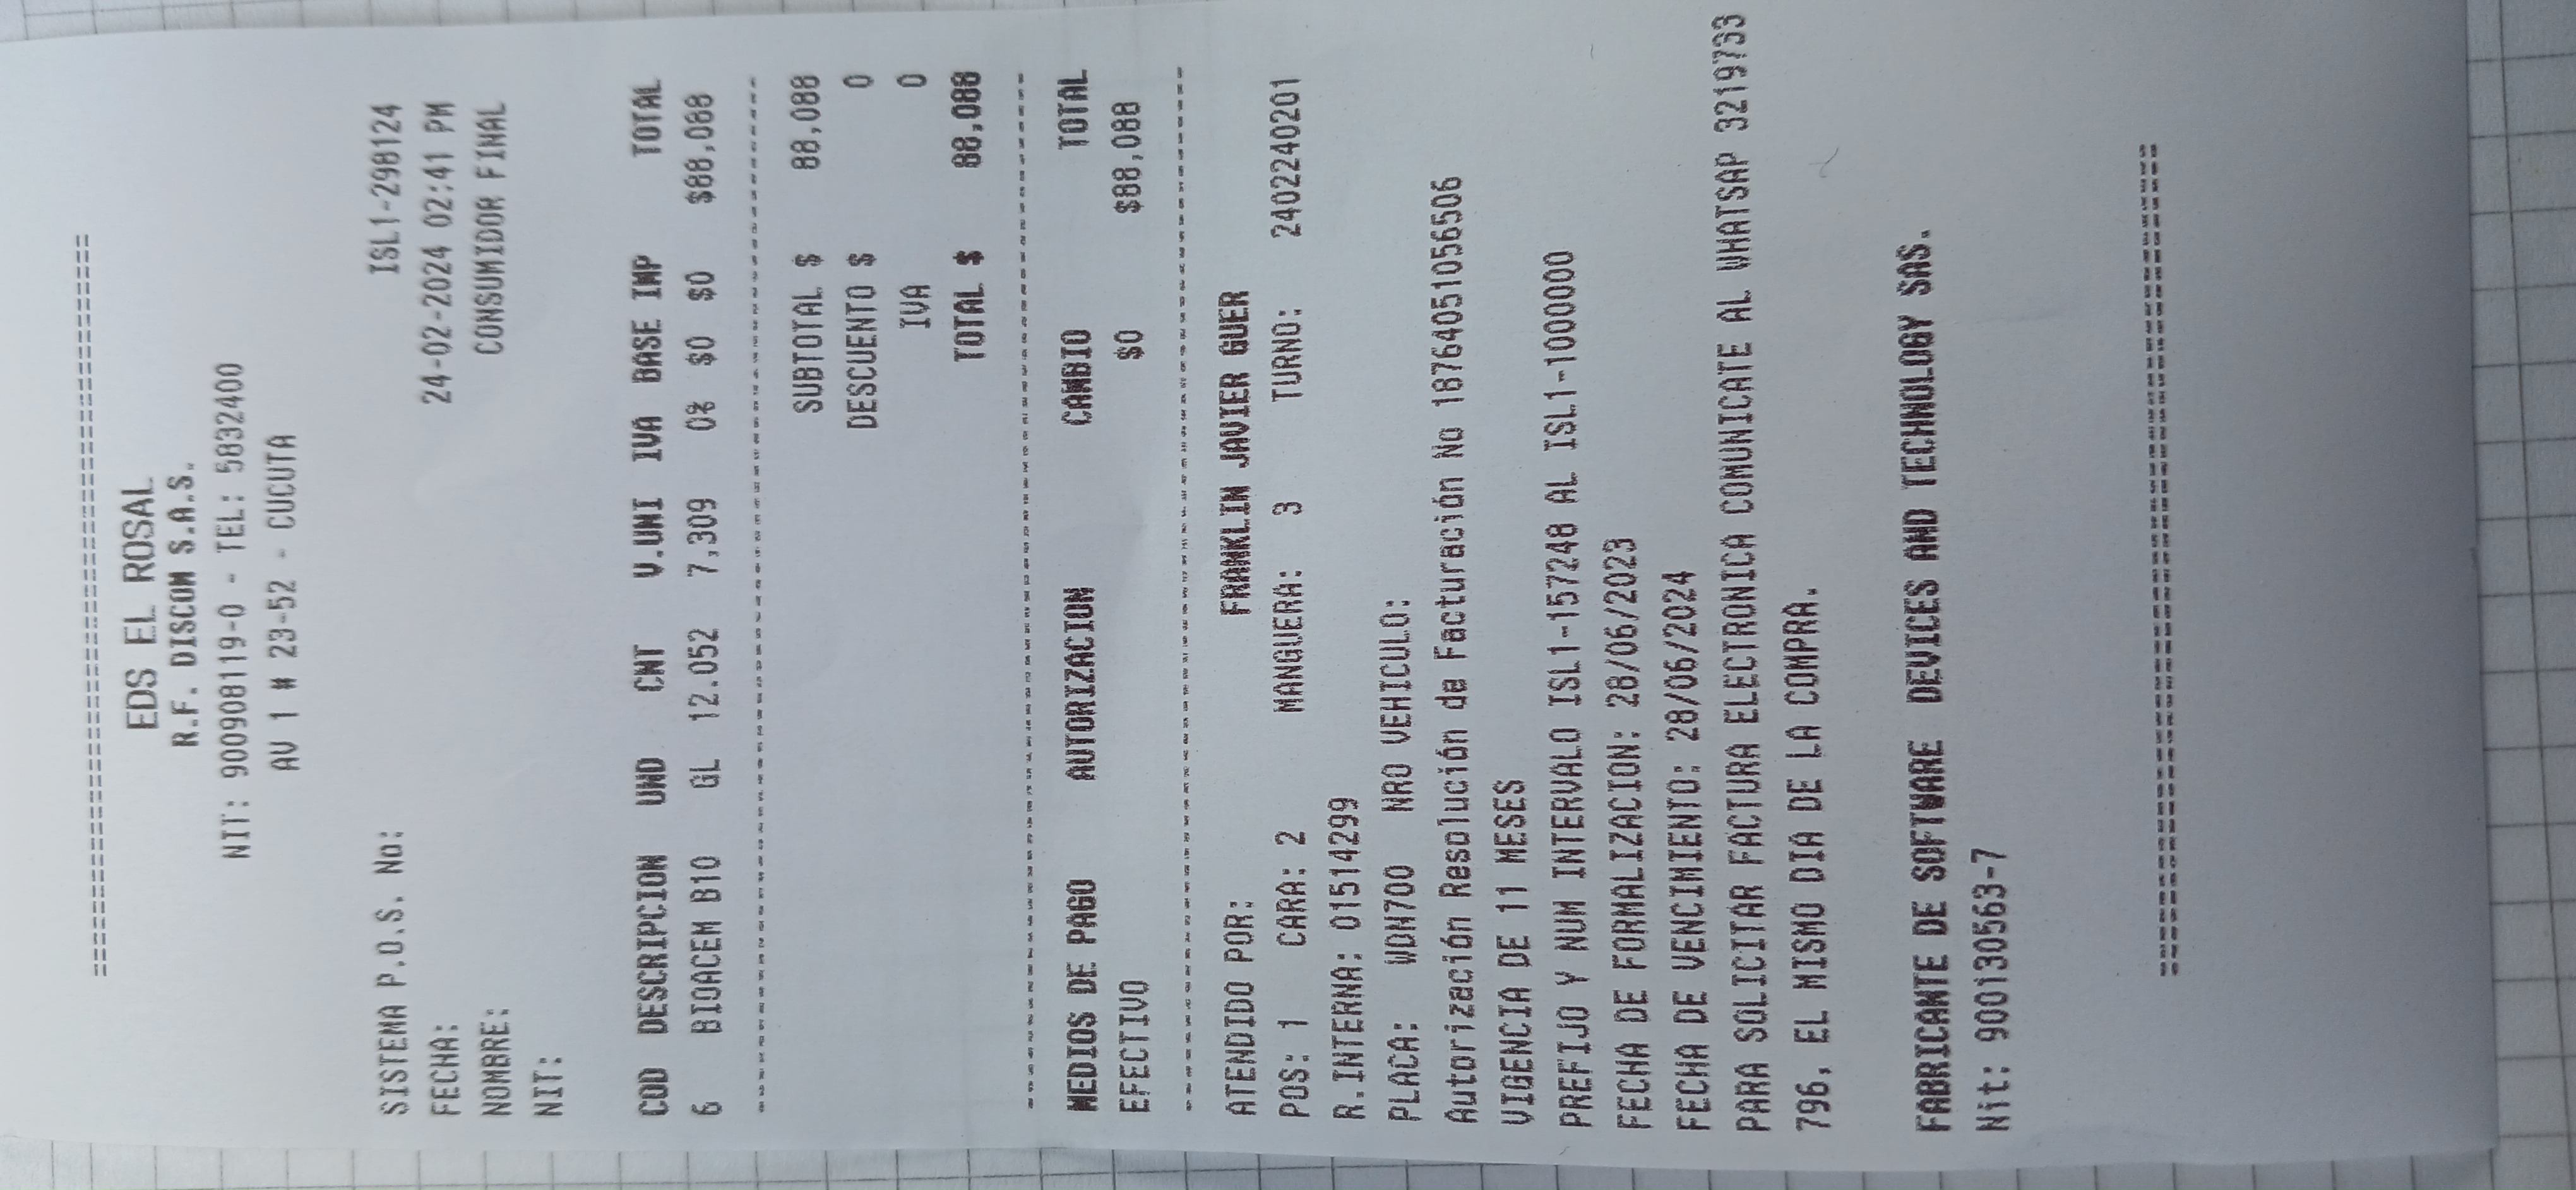 ================================================
EDS EL ROSAL
R.F. DISCOM S.A.S.
NIT: 900908119-0 - TEL: 5832400
AV 1 # 23-52 - CUCUTA
SISTEMA P.O.S. No: ISL1-298124
FECHA: 24-02-2024 02:41 PM
NOMBRE: CONSUMIDOR FINAL
NIT:
COD DESCRIPCION UND CNT V.UNI IVA BASE IMP TOTAL
6 BIOACEM B10 GL 12.052 7,309 0% $0 $0 $88,088
SUBTOTAL $ 88,088
DESCUENTO $ 0
IVA 0
TOTAL $ 88,088
MEDIOS DE PAGO AUTORIZACION CAMBIO TOTAL
EFECTIVO $0 $88,088
ATENDIDO POR: FRANKLIN JAVIER GUER
POS: 1 CARA: 2 MANGUERA: 3 TURNO: 2402240201
R.INTERNA: 01514299
PLACA: WDN700 NRO VEHICULO:
Autorización Resolución de Facturación No 18764051056506
VIGENCIA DE 11 MESES
PREFIJO Y NUM INTERVALO ISL1-157248 AL ISL1-1000000
FECHA DE FORMALIZACION: 28/06/2023
FECHA DE VENCIMIENTO: 28/06/2024
PARA SOLICITAR FACTURA ELECTRONICA COMUNICATE AL WHATSAP 3219733
796, EL MISMO DIA DE LA COMPRA.
FABRICANTE DE SOFTWARE DEVICES AND TECHNOLOGY SAS.
Nit: 900130563-7
================================================